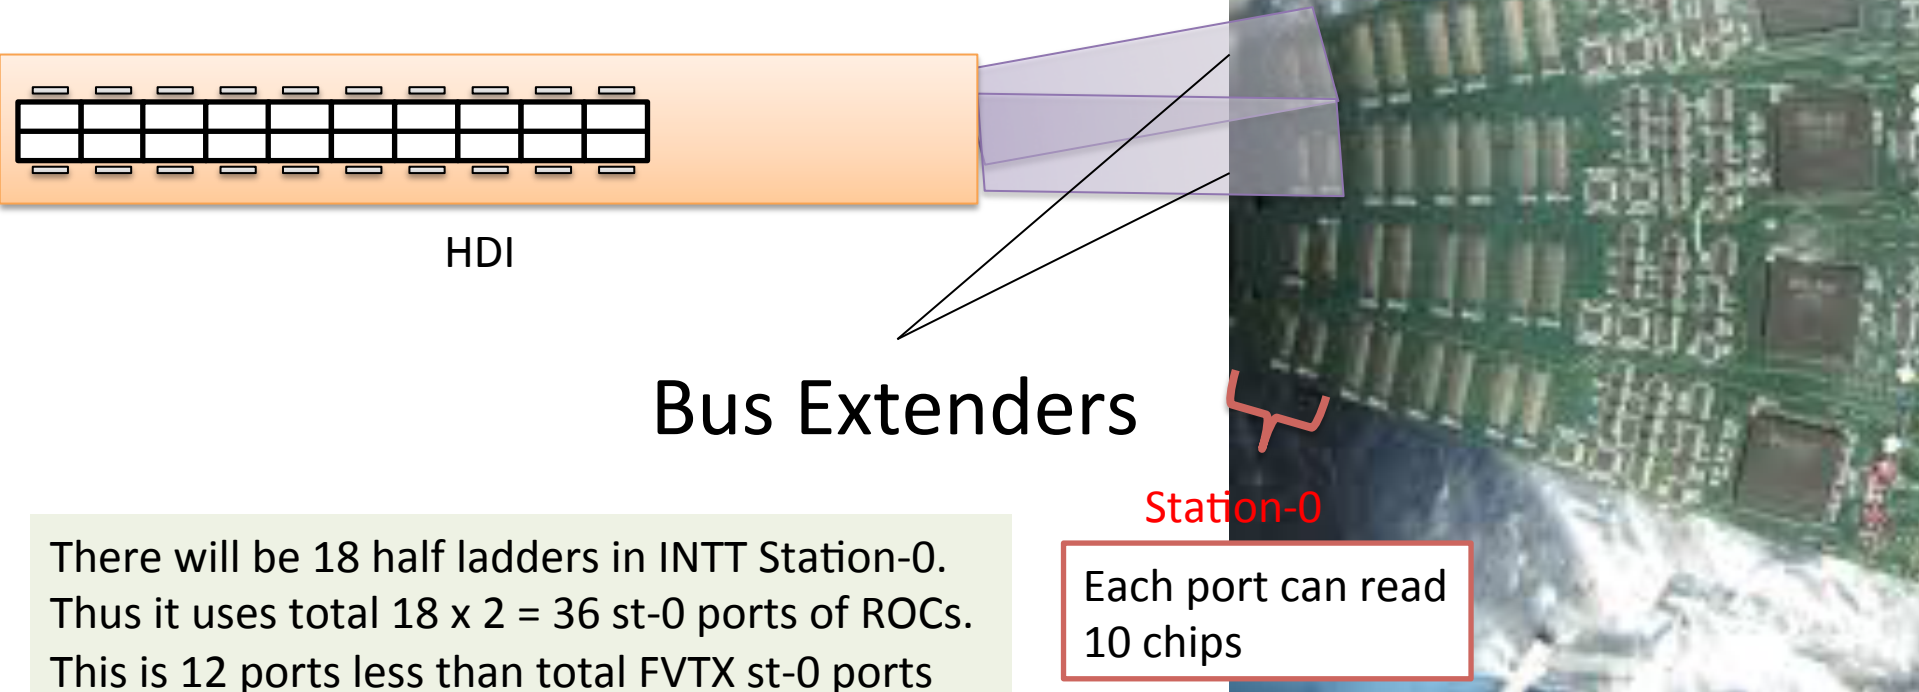 HDI
Bus Extenders
Station-0
Each port can read
10 chips
There will be 18 half ladders in INTT Station-0.
Thus it uses total 18 x 2 = 36 st-0 ports of ROCs.
This is 12 ports less than total FVTX st-0 ports